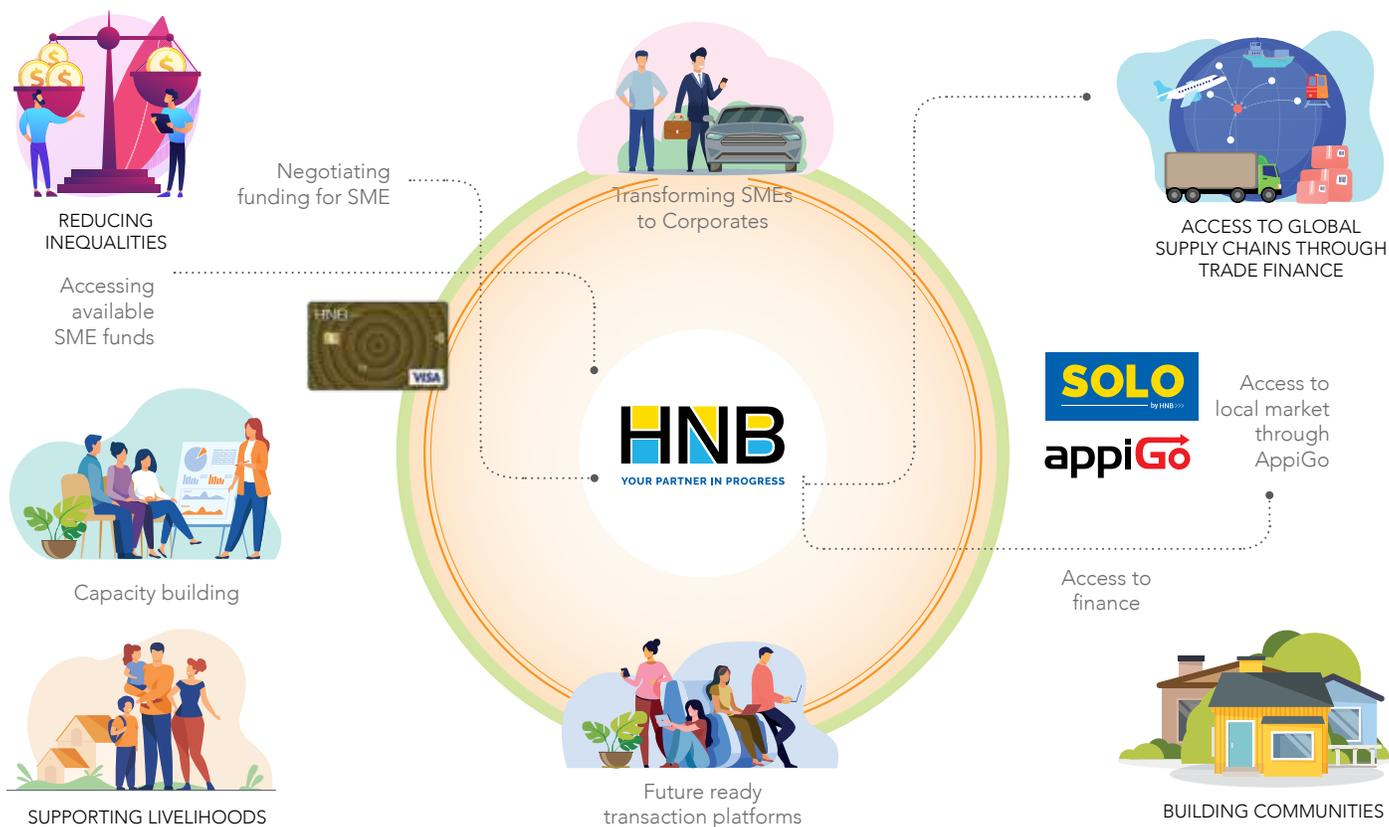 REDUCING
INEQUALITIES
Negotiating
funding for SME
Accessing
available
SME funds
HNB
VISA
Capacity building
SUPPORTING LIVELIHOODS
Transforming SMEs
to Corporates
HNB
YOUR PARTNER IN PROGRESS
Future ready
transaction platforms
ACCESS TO GLOBAL
SUPPLY CHAINS THROUGH
TRADE FINANCE
SOLO
by HNB >>>
appiGo
Access to
local market
through
AppiGo
Access to
finance
BUILDING COMMUNITIES